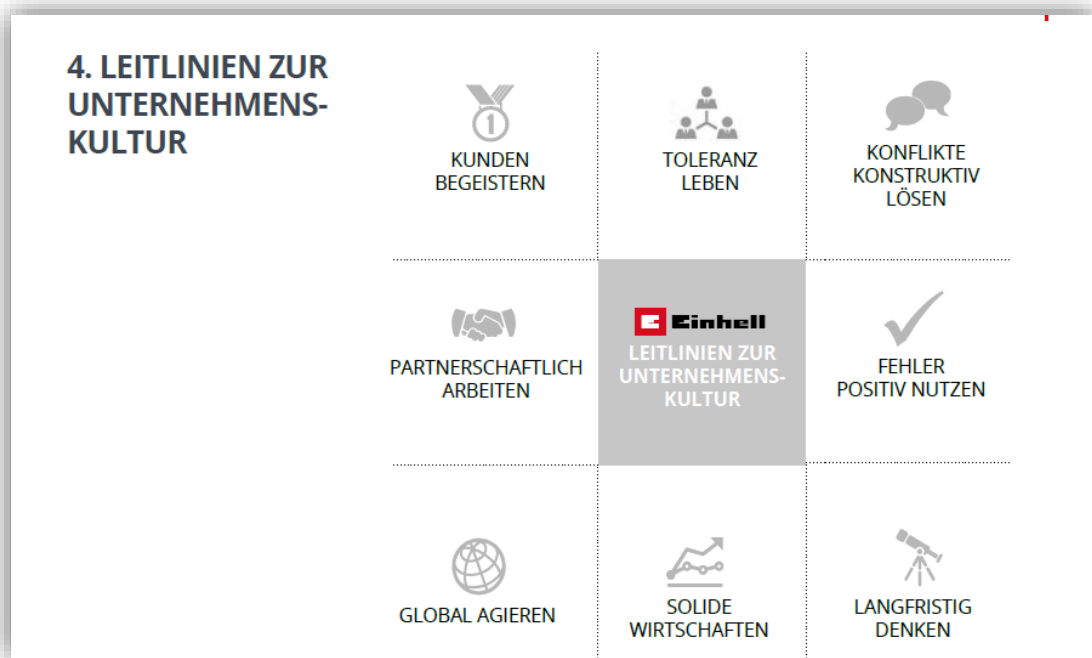 4. LEITLINIEN ZUR
UNTERNEHMENS-
KULTUR
1
KUNDEN
BEGEISTERN
TOLERANZ
LEBEN
KONFLIKTE
KONSTRUKTIV
LÖSEN
PARTNERSCHAFTLICH
ARBEITEN
Einhell
LEITLINIEN ZUR
UNTERNEHMENS-
KULTUR
FEHLER
POSITIV NUTZEN
GLOBAL AGIEREN
SOLIDE
WIRTSCHAFTEN
LANGFRISTIG
DENKEN